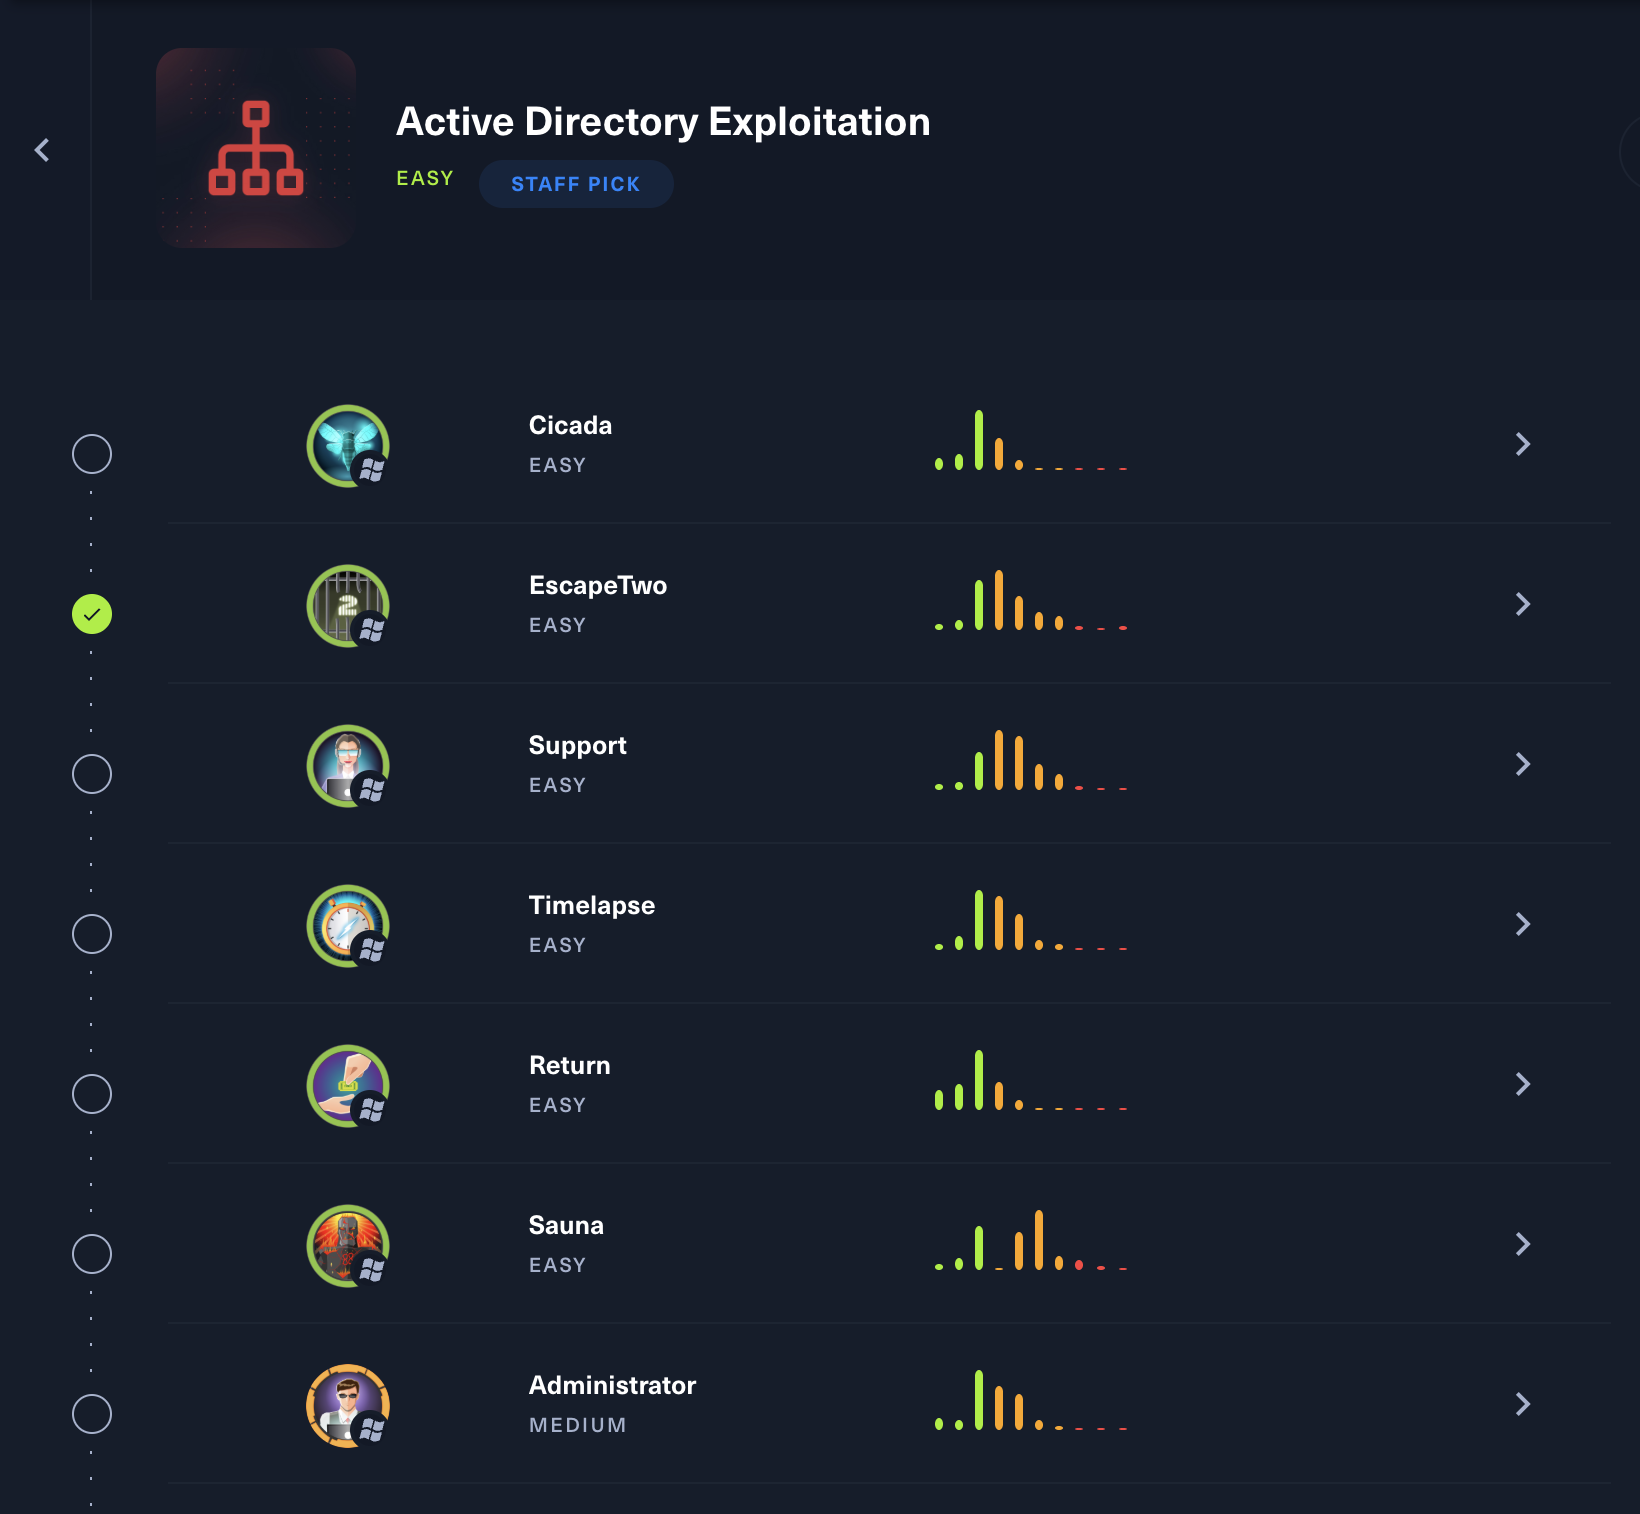 Active Directory Exploitation
EASY
STAFF PICK
Cicada
EASY
2
EscapeTwo
EASY
Support
EASY
Timelapse
EASY
Return
EASY
Sauna
EASY
Administrator
MEDIUM